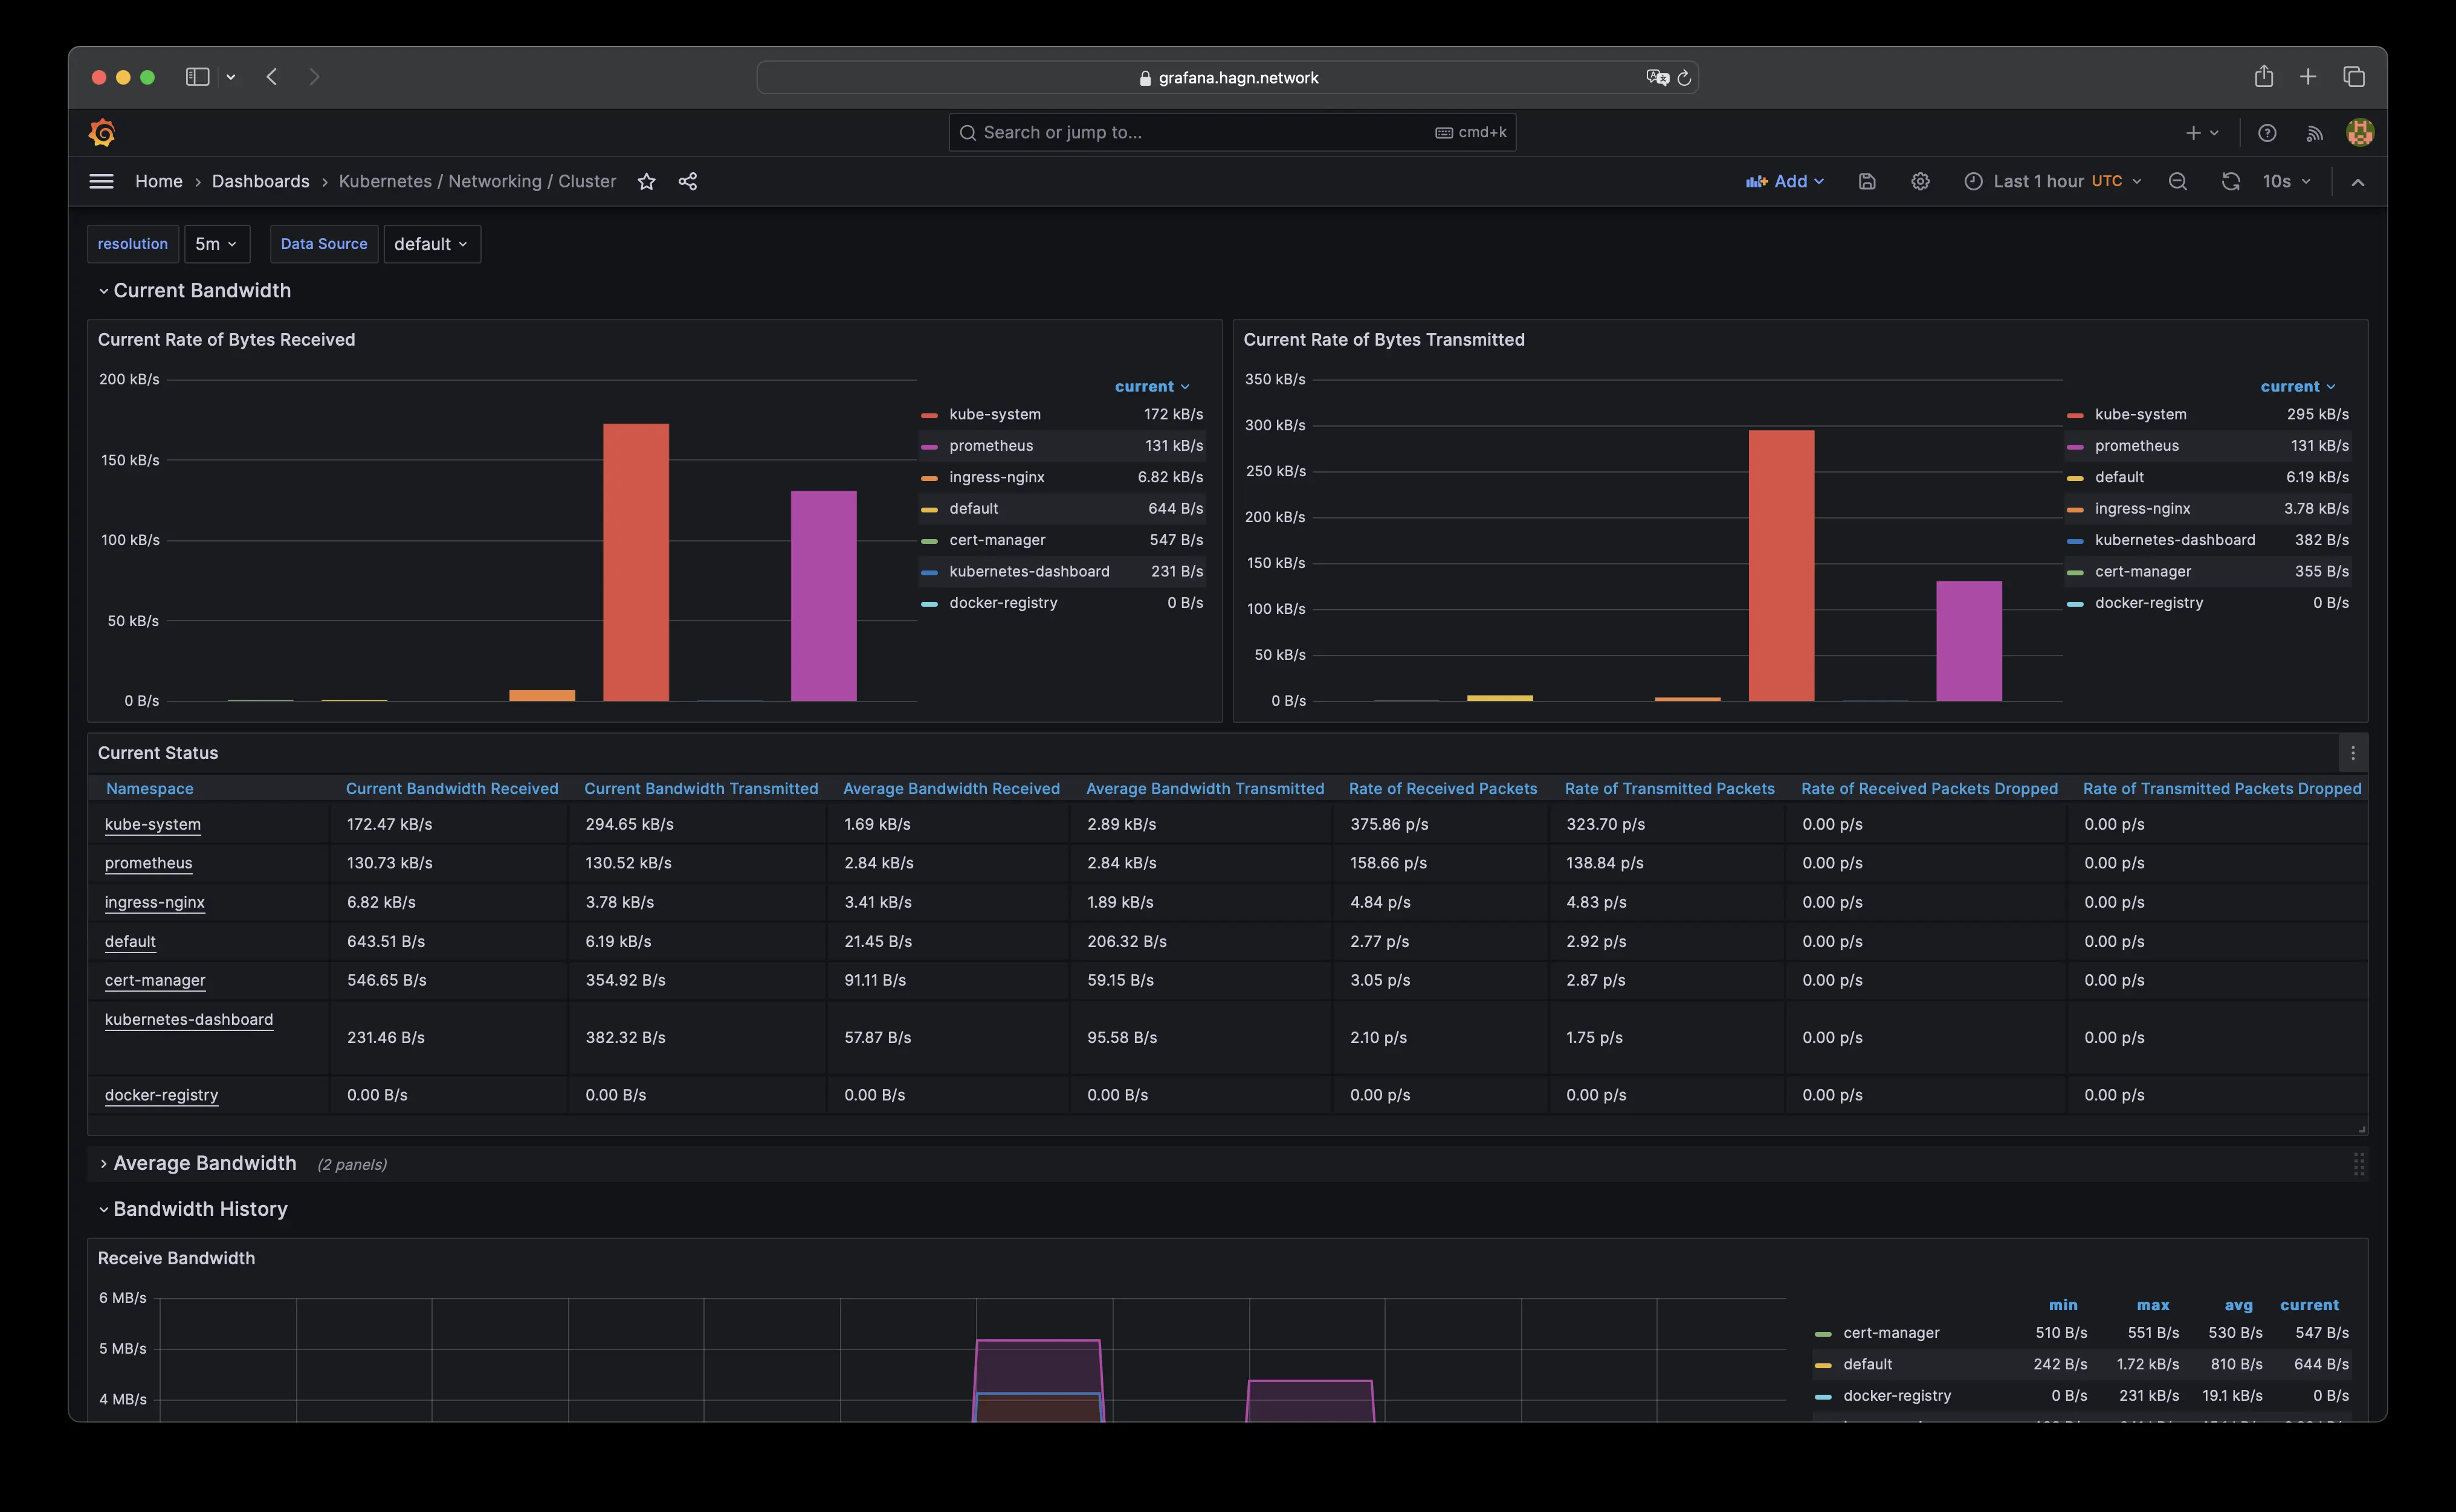 grafana.hagn.network
Search or jump to... cmd+k
Home › Dashboards › Kubernetes / Networking / Cluster Add Last 1 hour UTC 10s
resolution 5m Data Source default
Current Bandwidth
Current Rate of Bytes Received
200 kB/s
150 kB/s
100 kB/s
50 kB/s
0 B/s
current
kube-system 172 kB/s
prometheus 131 kB/s
ingress-nginx 6.82 kB/s
default 644 B/s
cert-manager 547 B/s
kubernetes-dashboard 231 B/s
docker-registry 0 B/s
Current Rate of Bytes Transmitted
350 kB/s
300 kB/s
250 kB/s
200 kB/s
150 kB/s
100 kB/s
50 kB/s
0 B/s
current
kube-system 295 kB/s
prometheus 131 kB/s
default 6.19 kB/s
ingress-nginx 3.78 kB/s
kubernetes-dashboard 382 B/s
cert-manager 355 B/s
docker-registry 0 B/s
Current Status
Namespace Current Bandwidth Received Current Bandwidth Transmitted Average Bandwidth Received Average Bandwidth Transmitted Rate of Received Packets Rate of Transmitted Packets Rate of Received Packets Dropped Rate of Transmitted Packets Dropped
kube-system 172.47 kB/s 294.65 kB/s 1.69 kB/s 2.89 kB/s 375.86 p/s 323.70 p/s 0.00 p/s 0.00 p/s
prometheus 130.73 kB/s 130.52 kB/s 2.84 kB/s 2.84 kB/s 158.66 p/s 138.84 p/s 0.00 p/s 0.00 p/s
ingress-nginx 6.82 kB/s 3.78 kB/s 3.41 kB/s 1.89 kB/s 4.84 p/s 4.83 p/s 0.00 p/s 0.00 p/s
default 643.51 B/s 6.19 kB/s 21.45 B/s 206.32 B/s 2.77 p/s 2.92 p/s 0.00 p/s 0.00 p/s
cert-manager 546.65 B/s 354.92 B/s 91.11 B/s 59.15 B/s 3.05 p/s 2.87 p/s 0.00 p/s 0.00 p/s
kubernetes-dashboard 231.46 B/s 382.32 B/s 57.87 B/s 95.58 B/s 2.10 p/s 1.75 p/s 0.00 p/s 0.00 p/s
docker-registry 0.00 B/s 0.00 B/s 0.00 B/s 0.00 B/s 0.00 p/s 0.00 p/s 0.00 p/s 0.00 p/s
Average Bandwidth (2 panels)
Bandwidth History
Receive Bandwidth
6 MB/s
5 MB/s
4 MB/s
min max avg current
cert-manager 510 B/s 551 B/s 530 B/s 547 B/s
default 242 B/s 1.72 kB/s 810 B/s 644 B/s
docker-registry 0 B/s 231 kB/s 19.1 kB/s 0 B/s